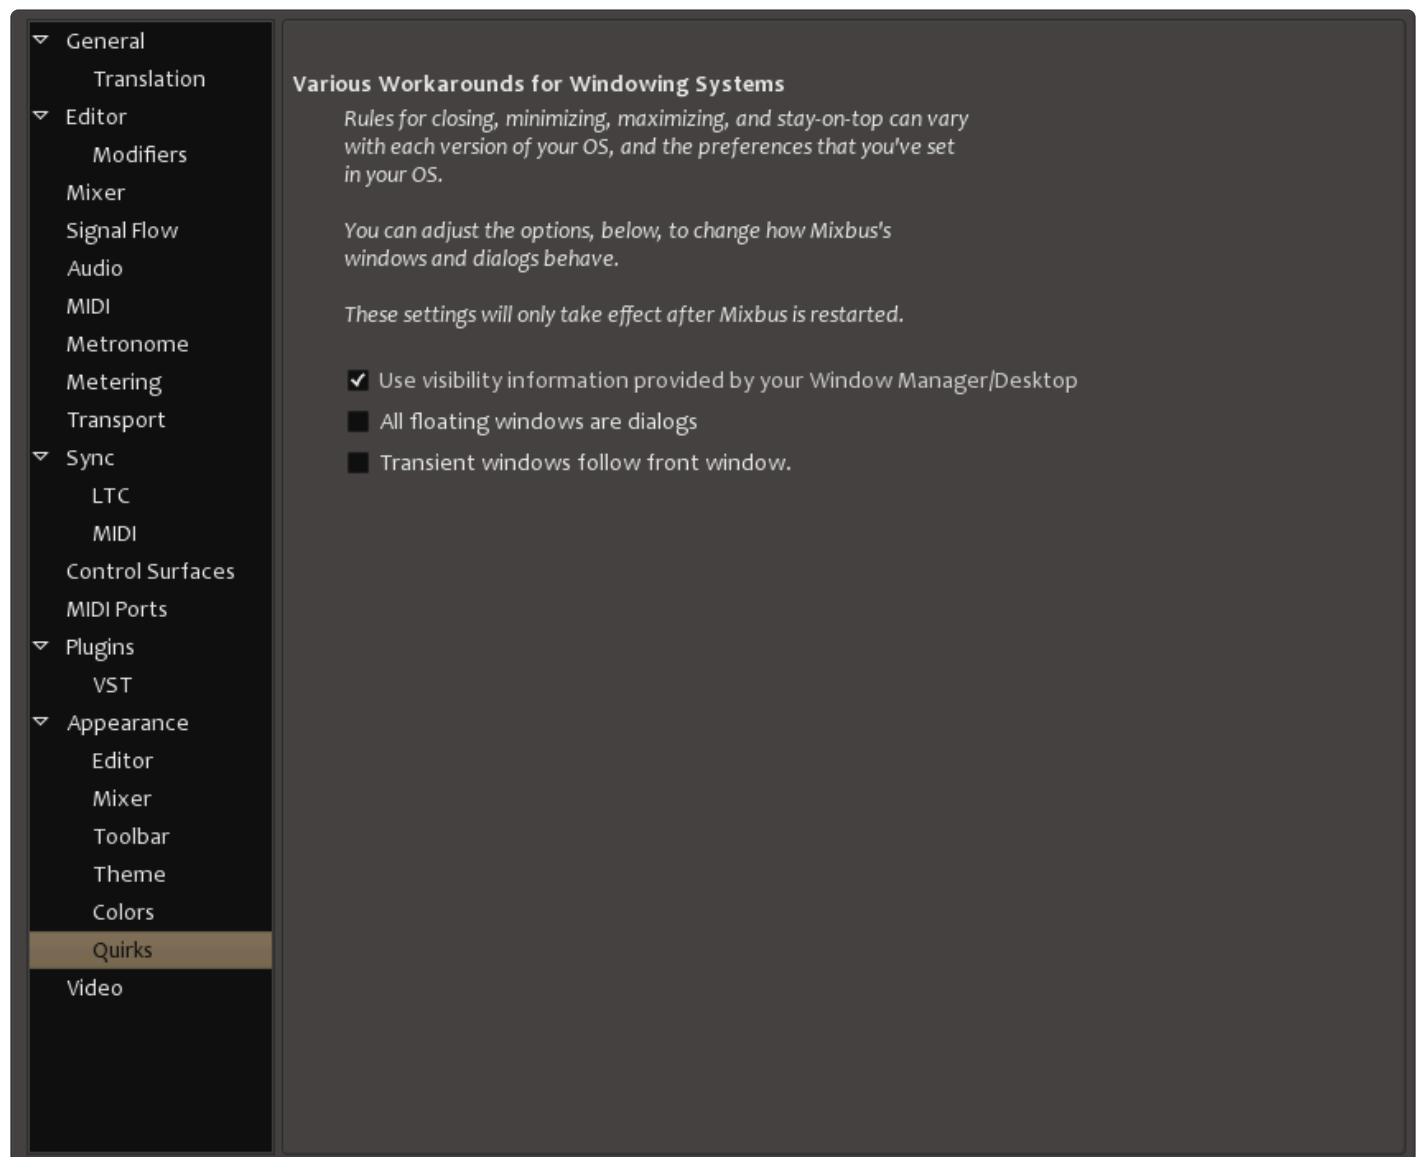 General
Translation
Editor
Modifiers
Mixer
Signal Flow
Audio
MIDI
Metronome
Metering
Transport
Sync
LTC
MIDI
Control Surfaces
MIDI Ports
Plugins
VST
Appearance
Editor
Mixer
Toolbar
Theme
Colors
Quirks
Video
Various Workarounds for Windowing Systems
Rules for closing, minimizing, maximizing, and stay-on-top can vary
with each version of your OS, and the preferences that you've set
in your OS.
You can adjust the options, below, to change how Mixbus's
windows and dialogs behave.
These settings will only take effect after Mixbus is restarted.
Use visibility information provided by your Window Manager/Desktop
All floating windows are dialogs
Transient windows follow front window.